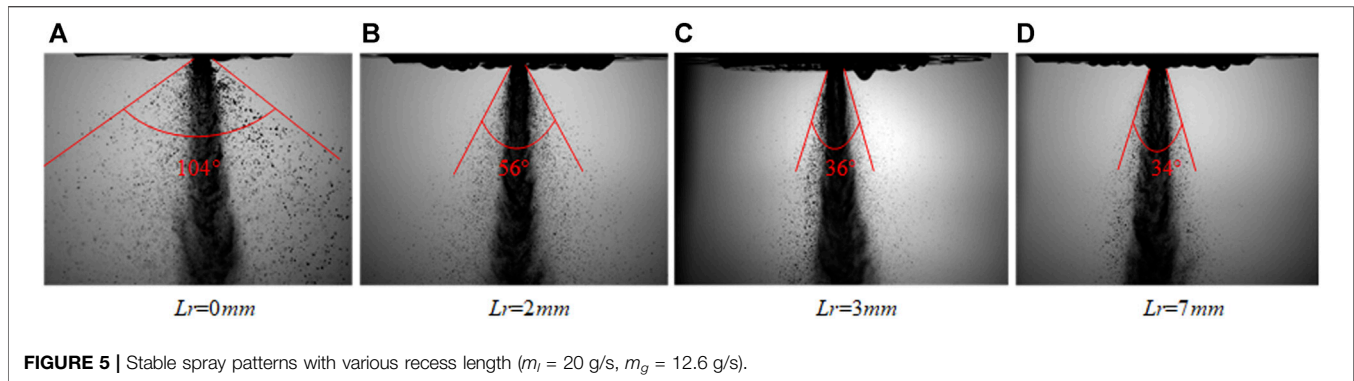 A B C D
104° 56° 36° 34°
Lr=0mm Lr=2mm Lr=3mm Lr=7mm
FIGURE 5 | Stable spray patterns with various recess length (ml = 20 g/s, mg = 12.6 g/s).